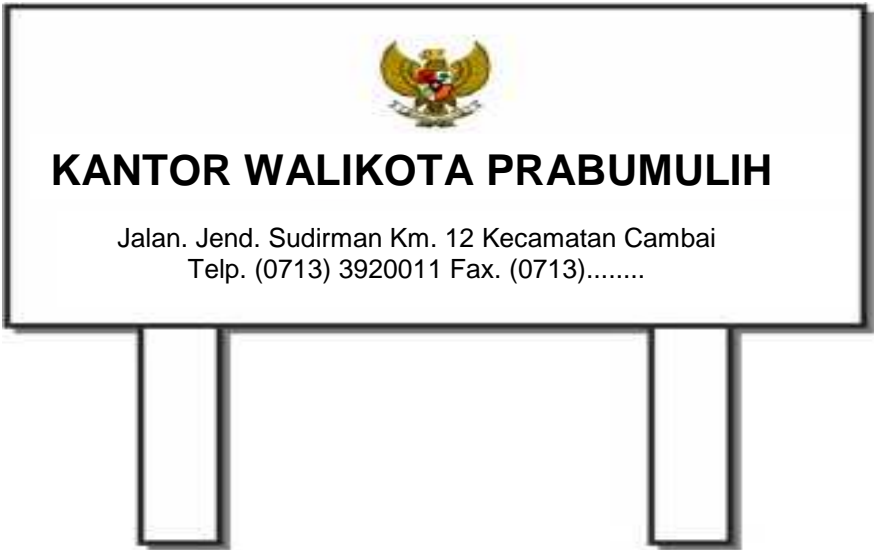 KANTOR WALIKOTA PRABUMULIH
Jalan. Jend. Sudirman Km. 12 Kecamatan Cambai
Telp. (0713) 3920011 Fax. (0713)........